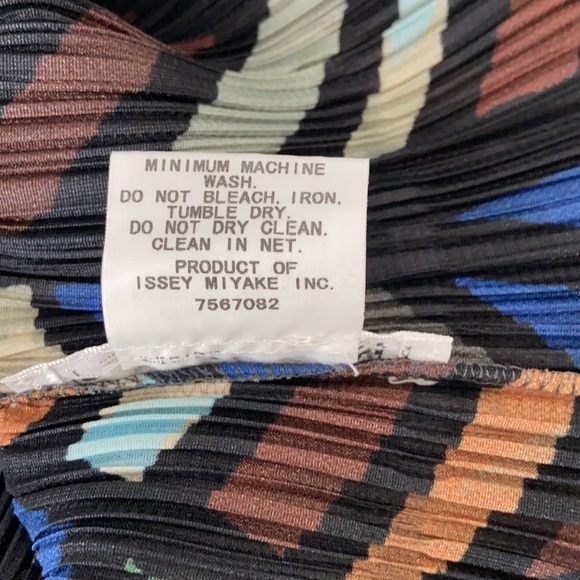 MINIMUM MACHINE
WASH.
DO NOT BLEACH, IRON,
TUMBLE DRY.
DO NOT DRY CLEAN.
CLEAN IN NET.
PRODUCT OF
ISSEY MIYAKE INC.
7567082